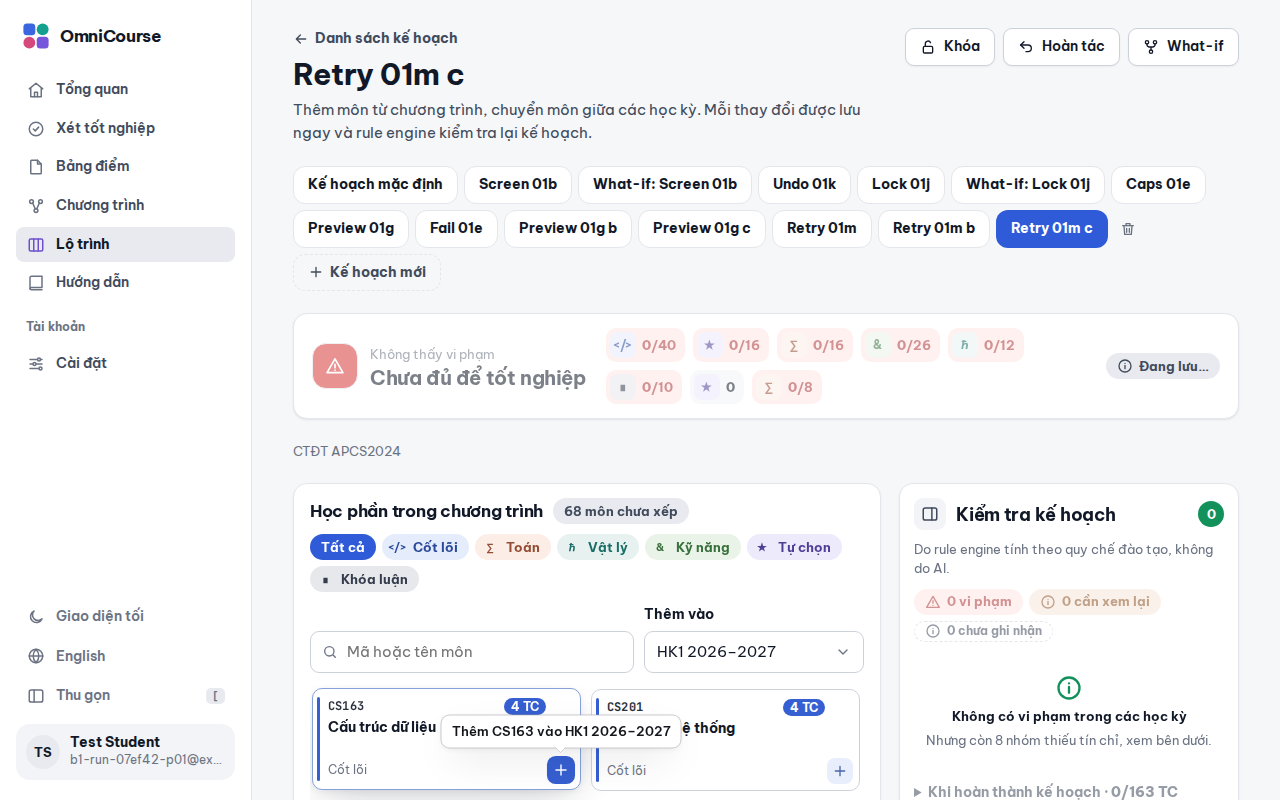 OmniCourse
Tổng quan
Xét tốt nghiệp
Bảng điểm
Chương trình
Lộ trình
Hướng dẫn
Tài khoản
Cài đặt
Giao diện tối
English
Thu gọn
[
TS
Test Student
b1-run-07ef42-p01@ex...
Danh sách kế hoạch
Khóa
Hoàn tác
What-if
Retry 01m c
Thêm môn từ chương trình, chuyển môn giữa các học kỳ. Mỗi thay đổi được lưu
ngay và rule engine kiểm tra lại kế hoạch.
Kế hoạch mặc định
Screen 01b
What-if: Screen 01b
Undo 01k
Lock 01j
What-if: Lock 01j
Caps 01e
Preview 01g
Fail 01e
Preview 01g b
Preview 01g c
Retry 01m
Retry 01m b
Retry 01m c
Kế hoạch mới
Không thấy vi phạm
Chưa đủ để tốt nghiệp
</> 0/40
★ 0/16
∑ 0/16
& 0/26
ℏ 0/12
∎ 0/10
★ 0
∑ 0/8
Đang lưu...
CTĐT APCS2024
Học phần trong chương trình
68 môn chưa xếp
Tất cả
</> Cốt lõi
∑ Toán
ℏ Vật lý
& Kỹ năng
★ Tự chọn
∎ Khóa luận
Thêm vào
Mã hoặc tên môn
HK1 2026–2027
CS163
4 TC
Cấu trúc dữ liệu
Cốt lõi
Thêm CS163 vào HK1 2026–2027
CS201
4 TC
ệ thống
Cốt lõi
Kiểm tra kế hoạch
0
Do rule engine tính theo quy chế đào tạo, không
do AI.
0 vi phạm
0 cần xem lại
0 chưa ghi nhận
Không có vi phạm trong các học kỳ
Nhưng còn 8 nhóm thiếu tín chỉ, xem bên dưới.
Khi hoàn thành kế hoạch · 0/163 TC